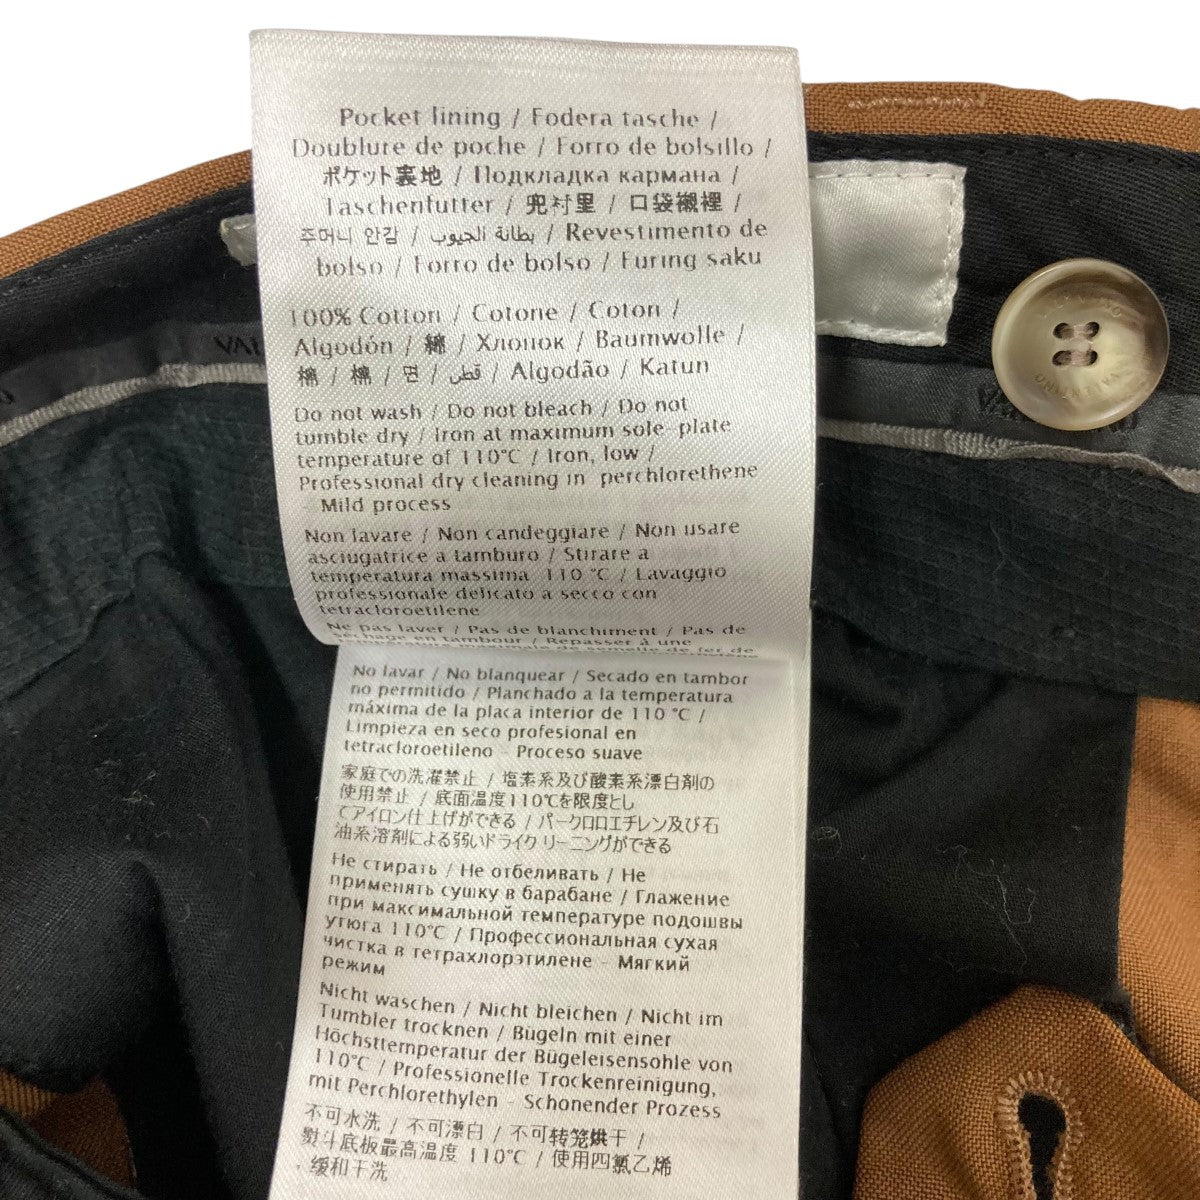 Pocket lining / Fodera tasche /
Doublure de poche / Forro de bolsillo /
ポケット裏地 / Подкладка кармана /
Taschenfutter / 兜衬里 / 口袋襯裡 /
주머니 안감 / بطانة الجيوب / Revestimento de
bolso / Forro de bolso / Furing saku
100% Cotton / Cotone / Coton /
Algodón / 綿 / Хлопок / Baumwolle /
棉 / 棉 / 면 / قطن / Algodão / Katun
Do not wash / Do not bleach / Do not
tumble dry / Iron at maximum sole- plate
temperature of 110°C / Iron, low /
Professional dry cleaning in perchlorethene
- Mild process
Non lavare / Non candeggiare / Non usare
asciugatrice a tamburo / Stirare a
temperatura massima 110 °C / Lavaggio
professionale delicato a secco con
tetracloroetilene
Ne pas laver / Pas de blanchiment / Pas de
séchage en tambour / Repasser à une
température maximale de semelle de fer de
No lavar / No blanquear / Secado en tambor
no permitido / Planchado a la temperatura
máxima de la placa interior de 110 °C /
Limpieza en seco profesional en
tetracloroetileno - Proceso suave
家庭での洗濯禁止 / 塩素系及び酸素系漂白剤の
使用禁止 / 底面温度110℃を限度とし
てアイロン仕上げができる / パークロロエチレン及び石
油系溶剤による弱いドライクリーニングができる
Не стирать / Не отбеливать / Не
применять сушку в барабане / Глажение
при максимальной температуре подошвы
утюга 110°C / Профессиональная сухая
чистка в тетрахлорэтилене - Мягкий
режим
Nicht waschen / Nicht bleichen / Nicht im
Tumbler trocknen / Bügeln mit einer
Höchsttemperatur der Bügeleisensohle von
110°C / Professionelle Trockenreinigung,
mit Perchlorethylen - Schonender Prozess
不可水洗 / 不可漂白 / 不可转笼烘干 /
熨斗底板最高温度 110℃ / 使用四氯乙烯
. 缓和干洗